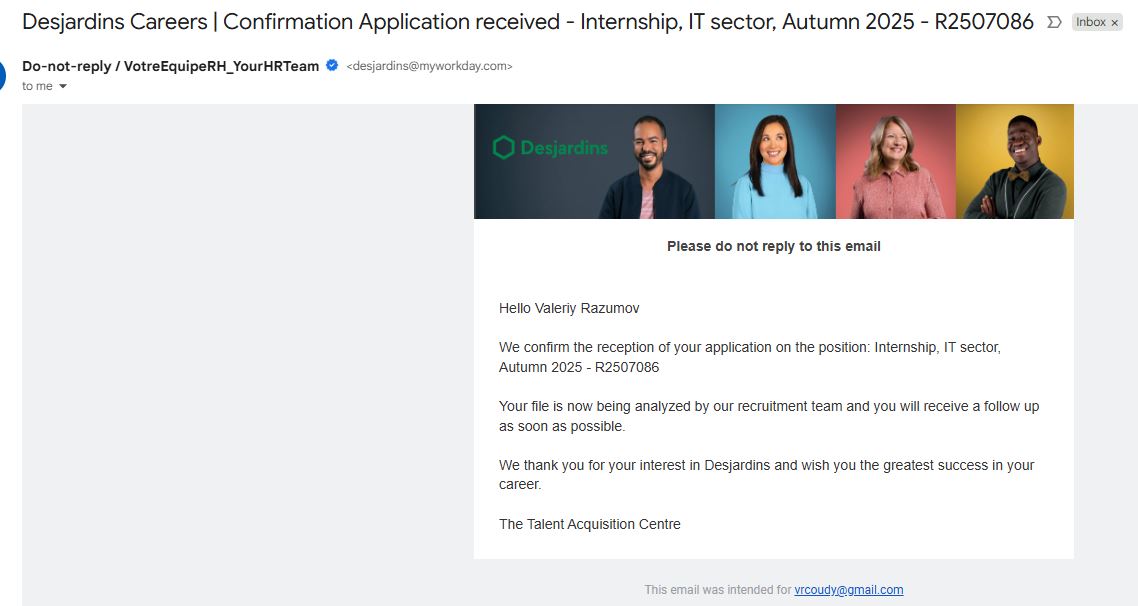 Desjardins Careers | Confirmation Application received - Internship, IT sector, Autumn 2025 - R2507086
Inbox ×
Do-not-reply / VotreEquipeRH_YourHRTeam <desjardins@myworkday.com>
to me
Desjardins
Please do not reply to this email
Hello Valeriy Razumov
We confirm the reception of your application on the position: Internship, IT sector,
Autumn 2025 - R2507086
Your file is now being analyzed by our recruitment team and you will receive a follow up
as soon as possible.
We thank you for your interest in Desjardins and wish you the greatest success in your
career.
The Talent Acquisition Centre
This email was intended for vrcoudy@gmail.com